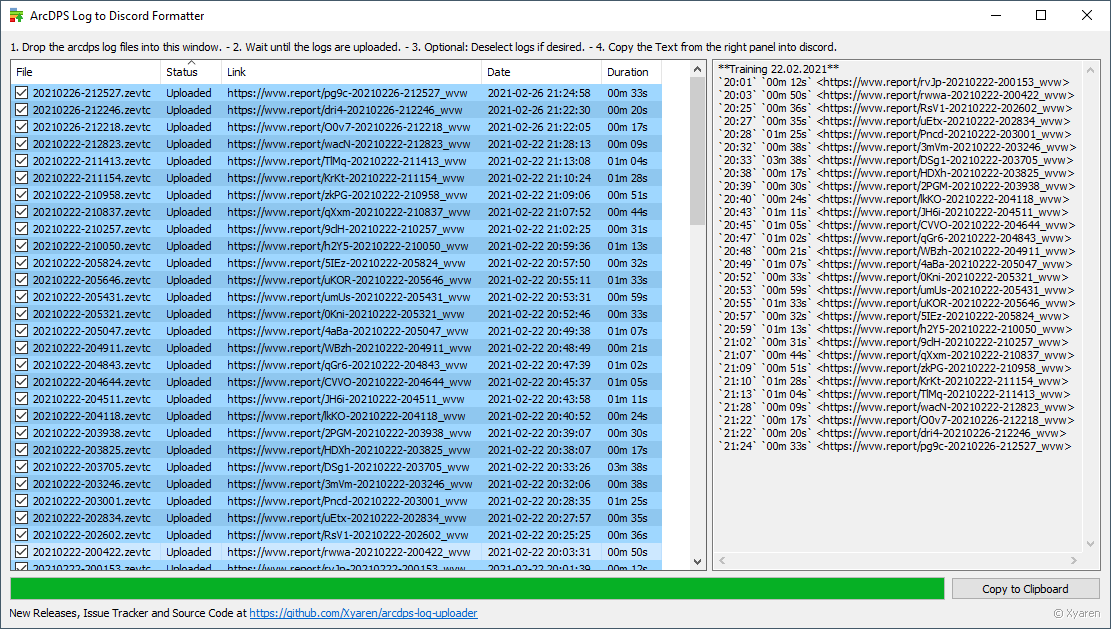 ArcDPS Log to Discord Formatter
1. Drop the arcdps log files into this window. - 2. Wait until the logs are uploaded. - 3. Optional: Deselect logs if desired. - 4. Copy the Text from the right panel into discord.
File Status Link Date Duration
20210226-212527.zevtc Uploaded https://wvw.report/pg9c-20210226-212527_wvw 2021-02-26 21:24:58 00m 33s
20210226-212246.zevtc Uploaded https://wvw.report/dri4-20210226-212246_wvw 2021-02-26 21:22:30 00m 20s
20210226-212218.zevtc Uploaded https://wvw.report/O0v7-20210226-212218_wvw 2021-02-26 21:22:05 00m 17s
20210222-212823.zevtc Uploaded https://wvw.report/wacN-20210222-212823_wvw 2021-02-22 21:28:13 00m 09s
20210222-211413.zevtc Uploaded https://wvw.report/TlMq-20210222-211413_wvw 2021-02-22 21:13:08 01m 04s
20210222-211154.zevtc Uploaded https://wvw.report/KrKt-20210222-211154_wvw 2021-02-22 21:10:24 01m 28s
20210222-210958.zevtc Uploaded https://wvw.report/zkPG-20210222-210958_wvw 2021-02-22 21:09:06 00m 51s
20210222-210837.zevtc Uploaded https://wvw.report/qXxm-20210222-210837_wvw 2021-02-22 21:07:52 00m 44s
20210222-210257.zevtc Uploaded https://wvw.report/9dH-20210222-210257_wvw 2021-02-22 21:02:25 00m 31s
20210222-210050.zevtc Uploaded https://wvw.report/h2Y5-20210222-210050_wvw 2021-02-22 20:59:36 01m 13s
20210222-205824.zevtc Uploaded https://wvw.report/5IEz-20210222-205824_wvw 2021-02-22 20:57:50 00m 32s
20210222-205646.zevtc Uploaded https://wvw.report/uKOR-20210222-205646_wvw 2021-02-22 20:55:11 01m 33s
20210222-205431.zevtc Uploaded https://wvw.report/umUs-20210222-205431_wvw 2021-02-22 20:53:31 00m 59s
20210222-205321.zevtc Uploaded https://wvw.report/0Kni-20210222-205321_wvw 2021-02-22 20:52:46 00m 33s
20210222-205047.zevtc Uploaded https://wvw.report/4aBa-20210222-205047_wvw 2021-02-22 20:49:38 01m 07s
20210222-204911.zevtc Uploaded https://wvw.report/WBzh-20210222-204911_wvw 2021-02-22 20:48:49 00m 21s
20210222-204843.zevtc Uploaded https://wvw.report/qGr6-20210222-204843_wvw 2021-02-22 20:47:39 01m 02s
20210222-204644.zevtc Uploaded https://wvw.report/CVVO-20210222-204644_wvw 2021-02-22 20:45:37 01m 05s
20210222-204511.zevtc Uploaded https://wvw.report/JH6i-20210222-204511_wvw 2021-02-22 20:43:58 01m 11s
20210222-204118.zevtc Uploaded https://wvw.report/lkKO-20210222-204118_wvw 2021-02-22 20:40:52 00m 24s
20210222-203938.zevtc Uploaded https://wvw.report/2PGM-20210222-203938_wvw 2021-02-22 20:39:07 00m 30s
20210222-203825.zevtc Uploaded https://wvw.report/HDXh-20210222-203825_wvw 2021-02-22 20:38:07 00m 17s
20210222-203705.zevtc Uploaded https://wvw.report/DSg1-20210222-203705_wvw 2021-02-22 20:33:26 03m 38s
20210222-203246.zevtc Uploaded https://wvw.report/3mVm-20210222-203246_wvw 2021-02-22 20:32:06 00m 38s
20210222-203001.zevtc Uploaded https://wvw.report/Pncd-20210222-203001_wvw 2021-02-22 20:28:35 01m 25s
20210222-202834.zevtc Uploaded https://wvw.report/uEtx-20210222-202834_wvw 2021-02-22 20:27:57 00m 35s
20210222-202602.zevtc Uploaded https://wvw.report/RsV1-20210222-202602_wvw 2021-02-22 20:25:25 00m 36s
20210222-200422.zevtc Uploaded https://wvw.report/rwwa-20210222-200422_wvw 2021-02-22 20:03:31 00m 50s
20210222-200153.zevtc Uploaded https://wvw.report/rvJp-20210222-200153_wvw 2021-02-22 20:01:39 00m 12s
**Training 22.02.2021**
`20:01` `00m 12s` <https://wvw.report/rvJp-20210222-200153_wvw>
`20:03` `00m 50s` <https://wvw.report/rwwa-20210222-200422_wvw>
`20:25` `00m 36s` <https://wvw.report/RsV1-20210222-202602_wvw>
`20:27` `00m 35s` <https://wvw.report/uEtx-20210222-202834_wvw>
`20:28` `01m 25s` <https://wvw.report/Pncd-20210222-203001_wvw>
`20:32` `00m 38s` <https://wvw.report/3mVm-20210222-203246_wvw>
`20:33` `03m 38s` <https://wvw.report/DSg1-20210222-203705_wvw>
`20:38` `00m 17s` <https://wvw.report/HDXh-20210222-203825_wvw>
`20:39` `00m 30s` <https://wvw.report/2PGM-20210222-203938_wvw>
`20:40` `00m 24s` <https://wvw.report/lkKO-20210222-204118_wvw>
`20:43` `01m 11s` <https://wvw.report/JH6i-20210222-204511_wvw>
`20:45` `01m 05s` <https://wvw.report/CVVO-20210222-204644_wvw>
`20:47` `01m 02s` <https://wvw.report/qGr6-20210222-204843_wvw>
`20:48` `00m 21s` <https://wvw.report/WBzh-20210222-204911_wvw>
`20:49` `01m 07s` <https://wvw.report/4aBa-20210222-205047_wvw>
`20:52` `00m 33s` <https://wvw.report/0Kni-20210222-205321_wvw>
`20:53` `00m 59s` <https://wvw.report/umUs-20210222-205431_wvw>
`20:55` `01m 33s` <https://wvw.report/uKOR-20210222-205646_wvw>
`20:57` `00m 32s` <https://wvw.report/5IEz-20210222-205824_wvw>
`20:59` `01m 13s` <https://wvw.report/h2Y5-20210222-210050_wvw>
`21:02` `00m 31s` <https://wvw.report/9dH-20210222-210257_wvw>
`21:07` `00m 44s` <https://wvw.report/qXxm-20210222-210837_wvw>
`21:09` `00m 51s` <https://wvw.report/zkPG-20210222-210958_wvw>
`21:10` `01m 28s` <https://wvw.report/KrKt-20210222-211154_wvw>
`21:13` `01m 04s` <https://wvw.report/TlMq-20210222-211413_wvw>
`21:28` `00m 09s` <https://wvw.report/wacN-20210222-212823_wvw>
`21:22` `00m 17s` <https://wvw.report/O0v7-20210226-212218_wvw>
`21:22` `00m 20s` <https://wvw.report/dri4-20210226-212246_wvw>
`21:24` `00m 33s` <https://wvw.report/pg9c-20210226-212527_wvw>
Copy to Clipboard
New Releases, Issue Tracker and Source Code at https://github.com/Xyaren/arcdps-log-uploader
© Xyaren